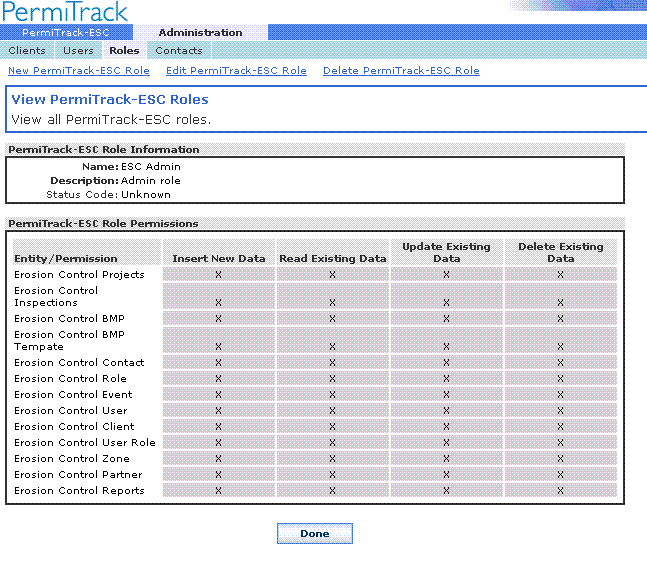 PermiTrack
PermiTrack-ESC Administration
Clients Users Roles Contacts
New PermiTrack-ESC Role Edit PermiTrack-ESC Role Delete PermiTrack-ESC Role
View PermiTrack-ESC Roles
View all PermiTrack-ESC roles.
PermiTrack-ESC Role Information
Name: ESC Admin
Description: Admin role
Status Code: Unknown
PermiTrack-ESC Role Permissions
Entity/Permission Insert New Data Read Existing Data Update Existing Data Delete Existing Data
Erosion Control Projects X X X X
Erosion Control
Inspections X X X X
Erosion Control BMP X X X X
Erosion Control BMP
Tempate X X X X
Erosion Control Contact X X X X
Erosion Control Role X X X X
Erosion Control Event X X X X
Erosion Control User X X X X
Erosion Control Client X X X X
Erosion Control User Role X X X X
Erosion Control Zone X X X X
Erosion Control Partner X X X X
Erosion Control Reports X X X X
Done